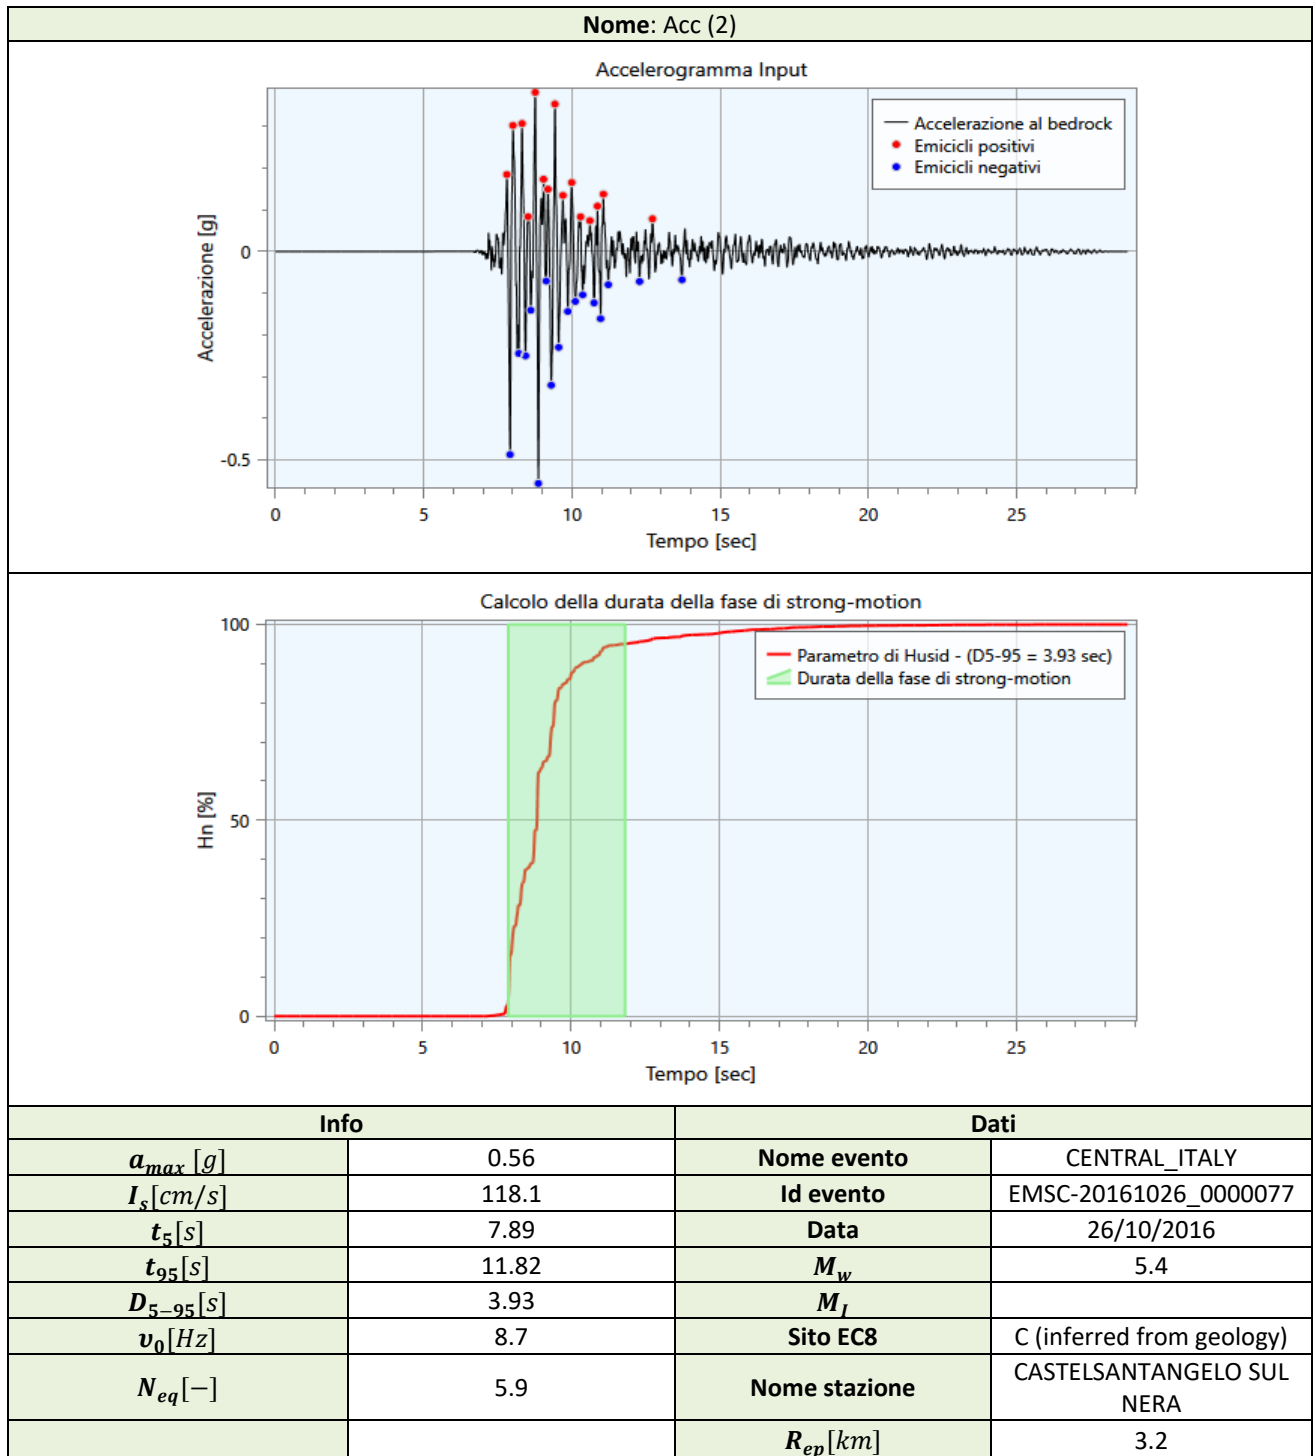 Nome: Acc (2)
Accelerogramma Input
Accelerazione al bedrock
Emicicli positivi
Emicicli negativi
Accelerazione [g]
0
-0.5
0 5 10 15 20 25
Tempo [sec]
Calcolo della durata della fase di strong-motion
Parametro di Husid - (D5-95 = 3.93 sec)
Durata della fase di strong-motion
Hn [%]
100
50
0
0 5 10 15 20 25
Tempo [sec]
Info Dati
a_max [g] 0.56 Nome evento CENTRAL_ITALY
I_s[cm/s] 118.1 Id evento EMSC-20161026_0000077
t_5[s] 7.89 Data 26/10/2016
t_95[s] 11.82 M_w 5.4
D_5−95[s] 3.93 M_I
υ_0[Hz] 8.7 Sito EC8 C (inferred from geology)
N_eq[−] 5.9 Nome stazione CASTELSANTANGELO SUL
NERA
R_ep[km] 3.2